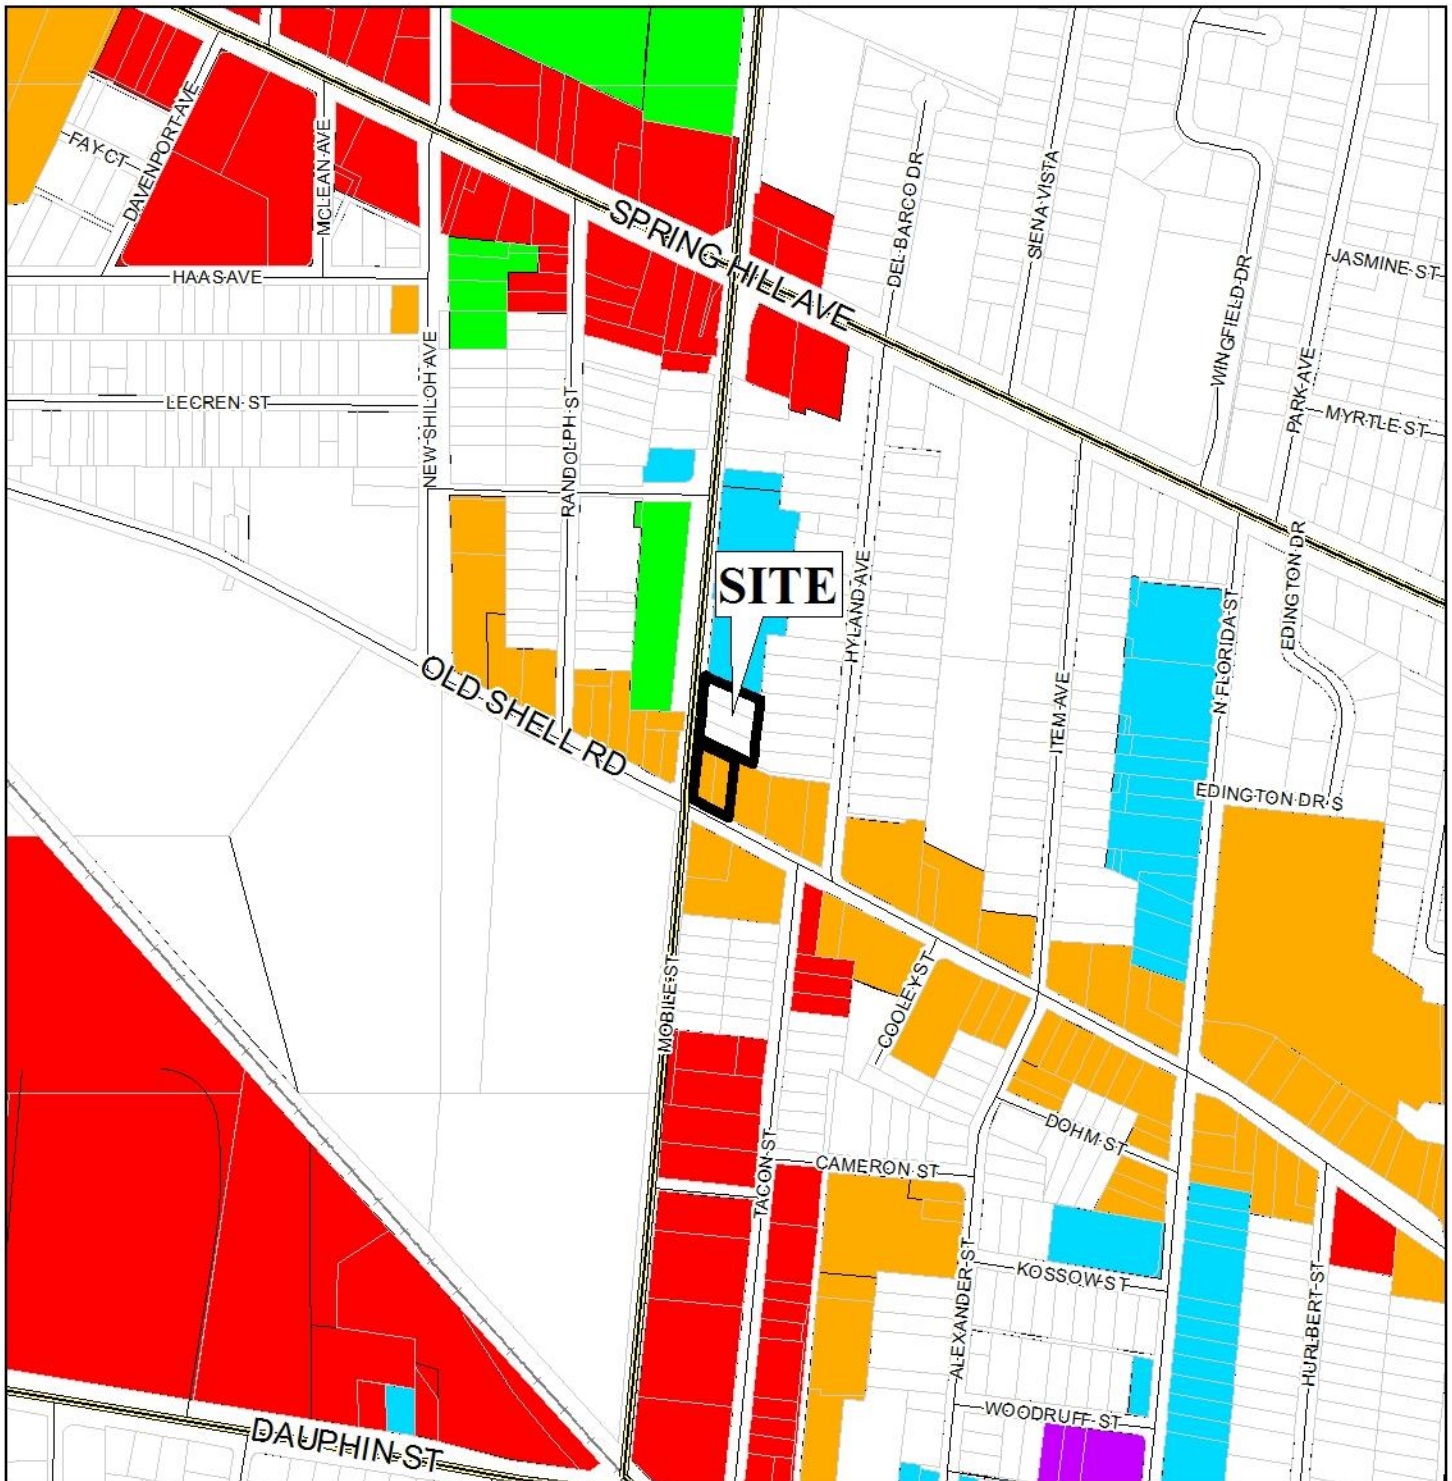 DAVENPORT AVE
FAY CT
MCLEAN AVE
HAAS AVE
SPRING HILL AVE
DEL BARCO DR
SIENA VISTA
WINGFIELD DR
JASMINE ST
PARK AVE
MYRTLE ST
LECREN ST
NEW SHILOH AVE
RANDOLPH ST
SITE
HYLAND AVE
OLD SHELL RD
ITEM AVE
N FLORIDA ST
EDINGTON DR
EDINGTON DR S
MOBILE ST
COOLEY ST
DOHM ST
TACON ST
CAMERON ST
ALEXANDER ST
KOSSOW ST
HURLBERT ST
WOODRUFF ST
DAUPHIN ST